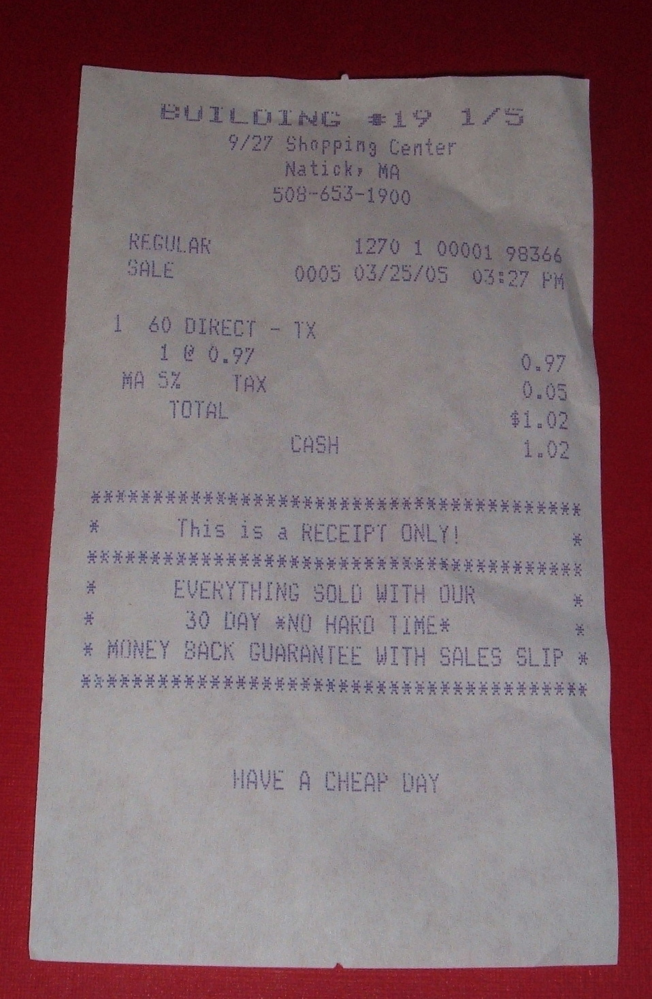 BUILDING #19 1/5
9/27 Shopping Center
Natick, MA
508-653-1900
REGULAR 1270 1 00001 98366
SALE 0005 03/25/05 03:27 PM
1 60 DIRECT - TX
1 @ 0.97 0.97
MA 5% TAX 0.05
TOTAL $1.02
CASH 1.02
****************************************
* This is a RECEIPT ONLY! *
****************************************
* EVERYTHING SOLD WITH OUR *
* 30 DAY *NO HARD TIME* *
* MONEY BACK GUARANTEE WITH SALES SLIP *
****************************************
HAVE A CHEAP DAY